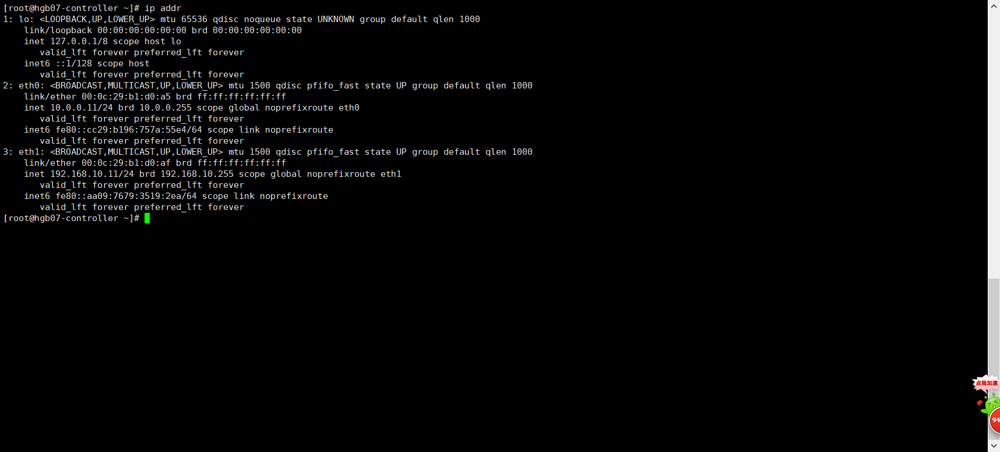 [root@hgb07-controller ~]# ip addr
1: lo: <LOOPBACK,UP,LOWER_UP> mtu 65536 qdisc noqueue state UNKNOWN group default qlen 1000
    link/loopback 00:00:00:00:00:00 brd 00:00:00:00:00:00
    inet 127.0.0.1/8 scope host lo
       valid_lft forever preferred_lft forever
    inet6 ::1/128 scope host
       valid_lft forever preferred_lft forever
2: eth0: <BROADCAST,MULTICAST,UP,LOWER_UP> mtu 1500 qdisc pfifo_fast state UP group default qlen 1000
    link/ether 00:0c:29:b1:d0:a5 brd ff:ff:ff:ff:ff:ff
    inet 10.0.0.11/24 brd 10.0.0.255 scope global noprefixroute eth0
       valid_lft forever preferred_lft forever
    inet6 fe80::cc29:b196:757a:55e4/64 scope link noprefixroute
       valid_lft forever preferred_lft forever
3: eth1: <BROADCAST,MULTICAST,UP,LOWER_UP> mtu 1500 qdisc pfifo_fast state UP group default qlen 1000
    link/ether 00:0c:29:b1:d0:af brd ff:ff:ff:ff:ff:ff
    inet 192.168.10.11/24 brd 192.168.10.255 scope global noprefixroute eth1
       valid_lft forever preferred_lft forever
    inet6 fe80::aa09:7679:3519:2ea/64 scope link noprefixroute
       valid_lft forever preferred_lft forever
[root@hgb07-controller ~]#
点我加速
94